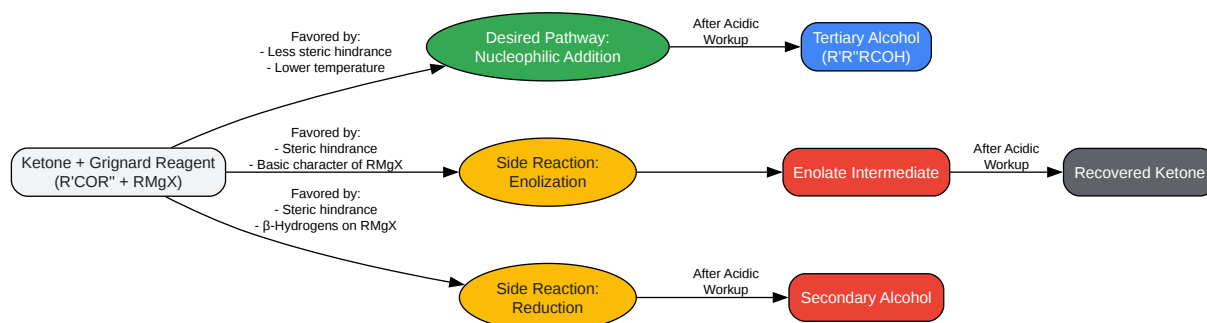 Favored by:
- Less steric hindrance
- Lower temperature
Desired Pathway:
Nucleophilic Addition
After Acidic
Workup
Tertiary Alcohol
(R'R''RCOH)
Ketone + Grignard Reagent
(R'COR'' + RMgX)
Favored by:
- Steric hindrance
- Basic character of RMgX
Side Reaction:
Enolization
Enolate Intermediate
After Acidic
Workup
Recovered Ketone
Favored by:
- Steric hindrance
- β-Hydrogens on RMgX
Side Reaction:
Reduction
After Acidic
Workup
Secondary Alcohol